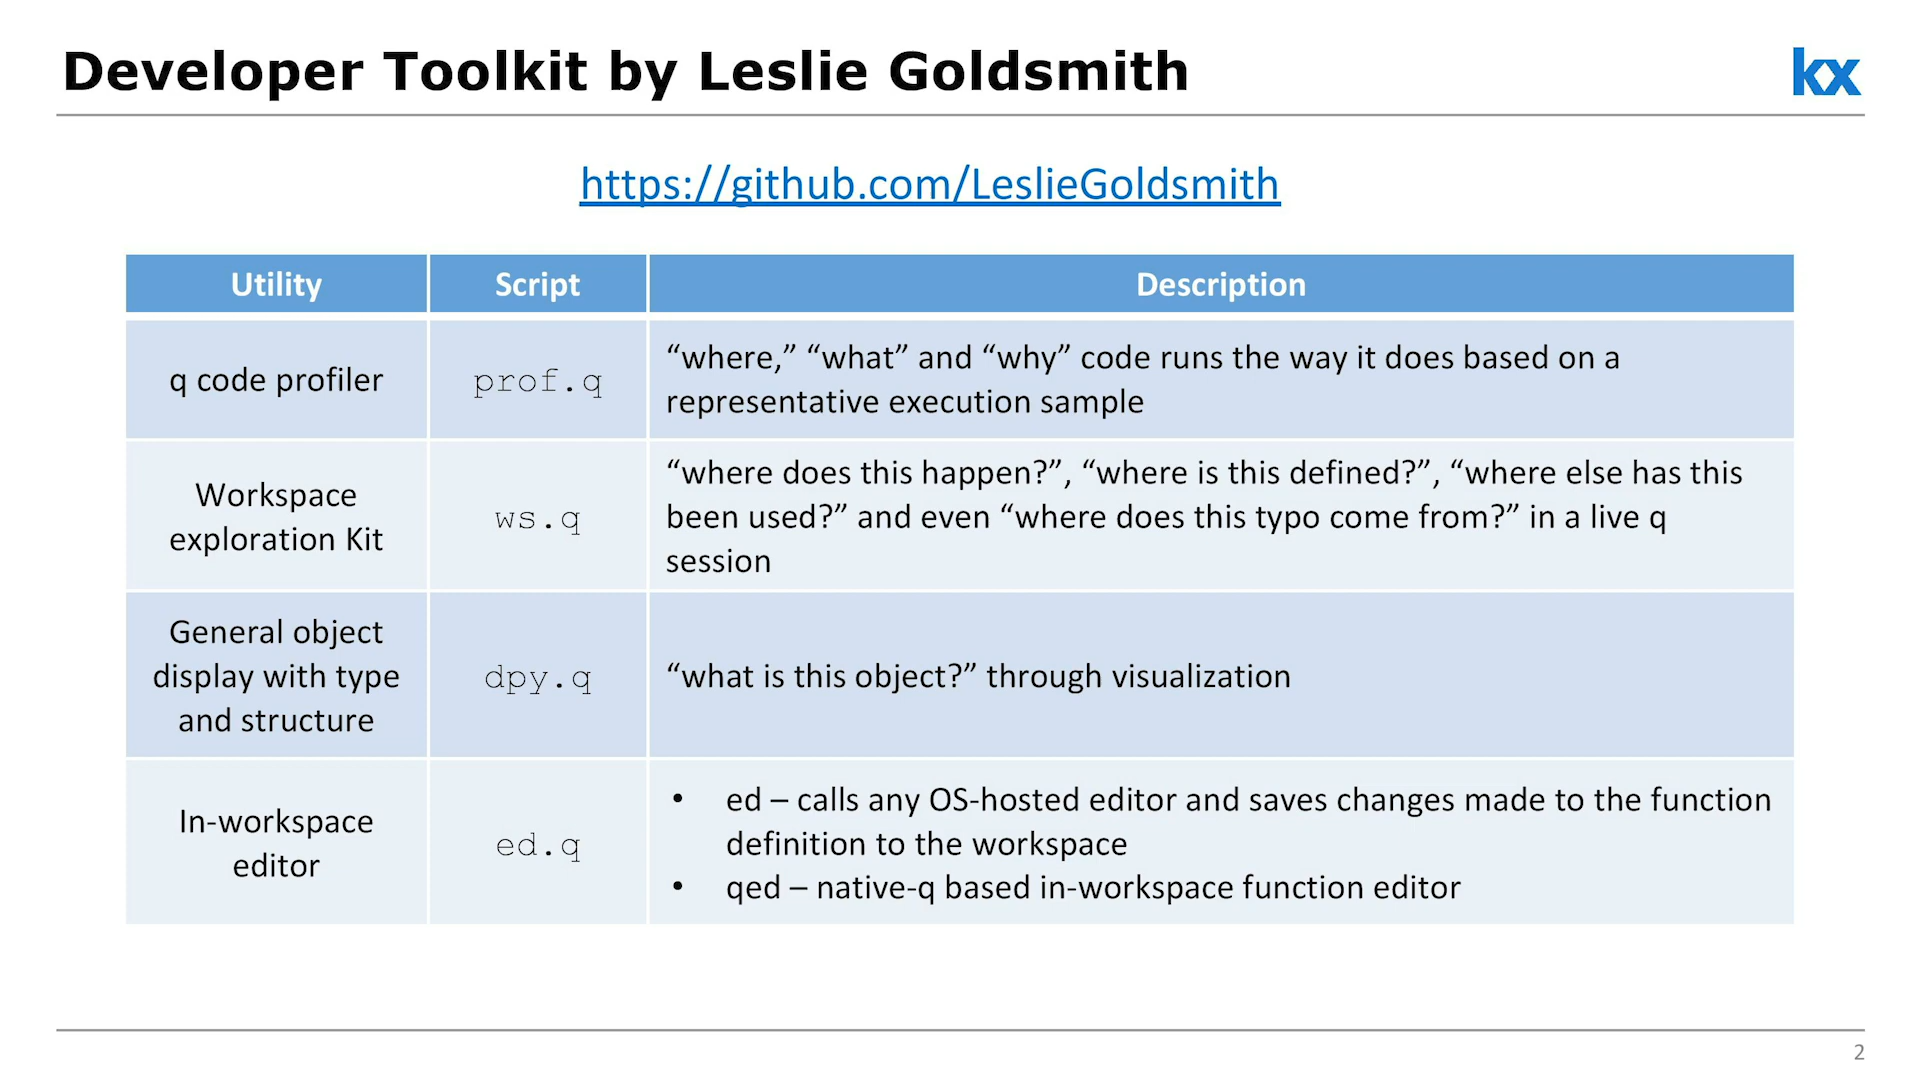 Developer Toolkit by Leslie Goldsmith
kx
https://github.com/LeslieGoldsmith
Utility
Script
Description
q code profiler
prof.q
“where,” “what” and “why” code runs the way it does based on a
representative execution sample
Workspace
exploration Kit
ws.q
“where does this happen?”, “where is this defined?”, “where else has this
been used?” and even “where does this typo come from?” in a live q
session
General object
display with type
and structure
dpy.q
“what is this object?” through visualization
In-workspace
editor
ed.q
• ed – calls any OS-hosted editor and saves changes made to the function
definition to the workspace
• qed – native-q based in-workspace function editor
2